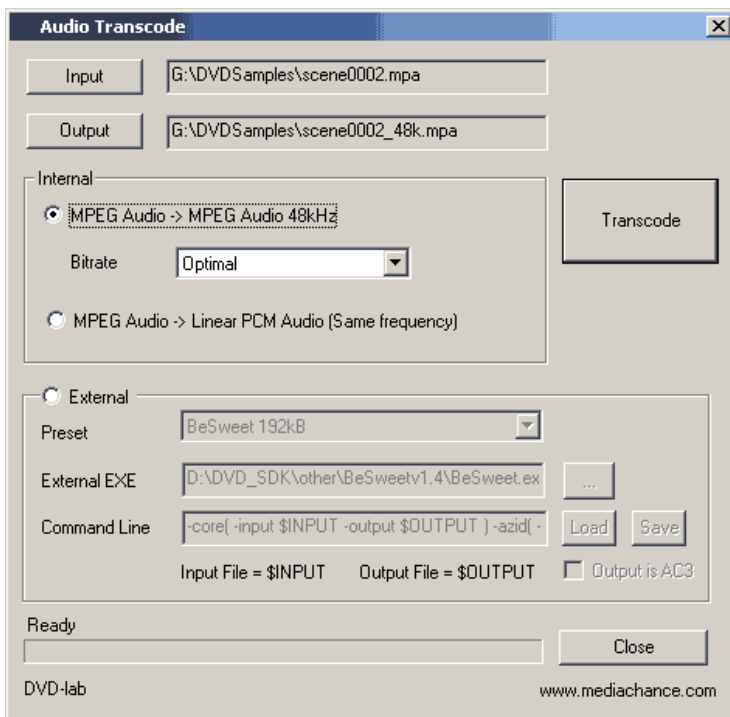 Audio Transcode
Input G:\DVDSamples\scene0002.mpa
Output G:\DVDSamples\scene0002_48k.mpa
Internal
MPEG Audio -> MPEG Audio 48kHz
Transcode
Bitrate Optimal
MPEG Audio -> Linear PCM Audio (Same frequency)
External
Preset BeSweet 192kB
External EXE D:\DVD_SDK\other\BeSweetv1.4\BeSweet.ex ...
Command Line -core( -input $INPUT -output $OUTPUT ) -azid( - Load Save
Input File = $INPUT Output File = $OUTPUT Output is AC3
Ready
Close
DVD-lab www.mediachance.com